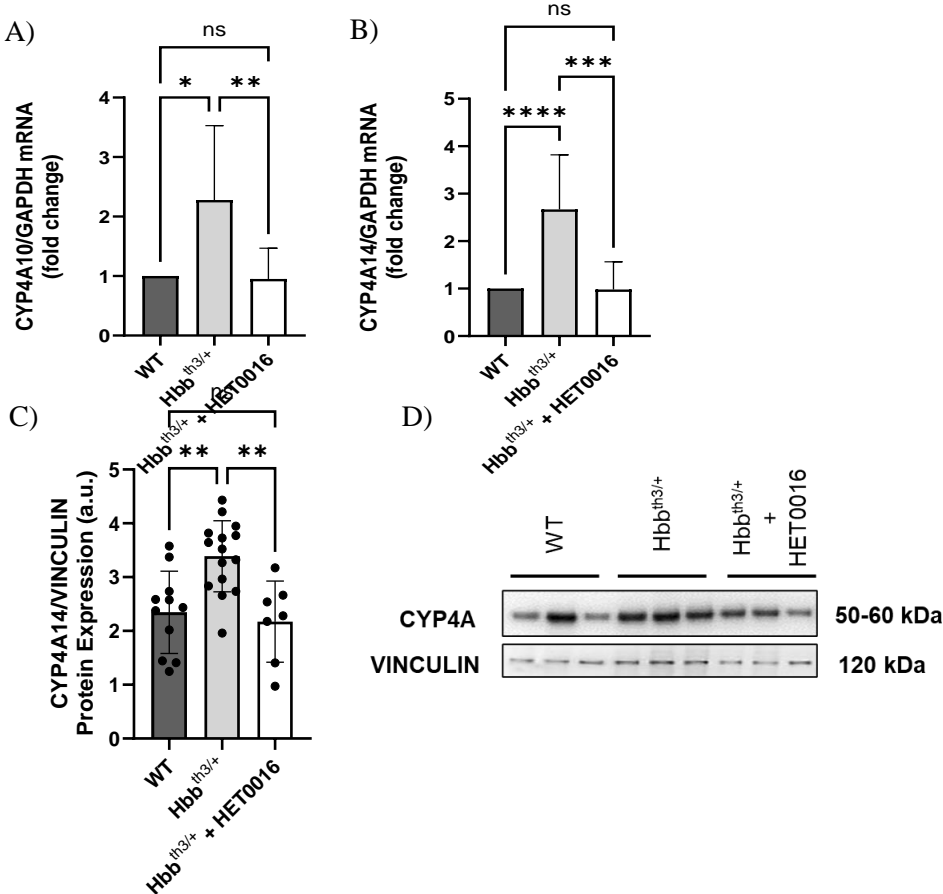 A)
ns
*
**
4
3
2
1
0
CYP4A10/GAPDH mRNA
(fold change)
WT
Hbb th3/+
Hbb th3/+ + HET0016
B)
ns
***
****
5
4
3
2
1
0
CYP4A14/GAPDH mRNA
(fold change)
WT
Hbb th3/+
Hbb th3/+ + HET0016
C)
ns
**
**
5
4
3
2
1
0
CYP4A14/VINCULIN
Protein Expression (a.u.)
WT
Hbb th3/+
Hbb th3/+ + HET0016
D)
WT
Hbb th3/+
Hbb th3/+
+
HET0016
CYP4A
50-60 kDa
VINCULIN
120 kDa